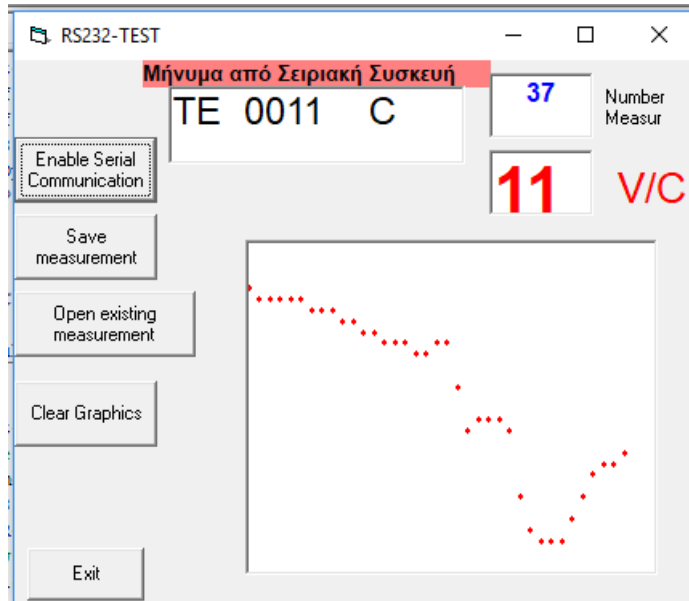 RS232-TEST
Μήνυμα από Σειριακή Συσκευή
TE 0011 C
37
Number
Measur
Enable Serial
Communication
11
V/C
Save
measurement
Open existing
measurement
Clear Graphics
Exit